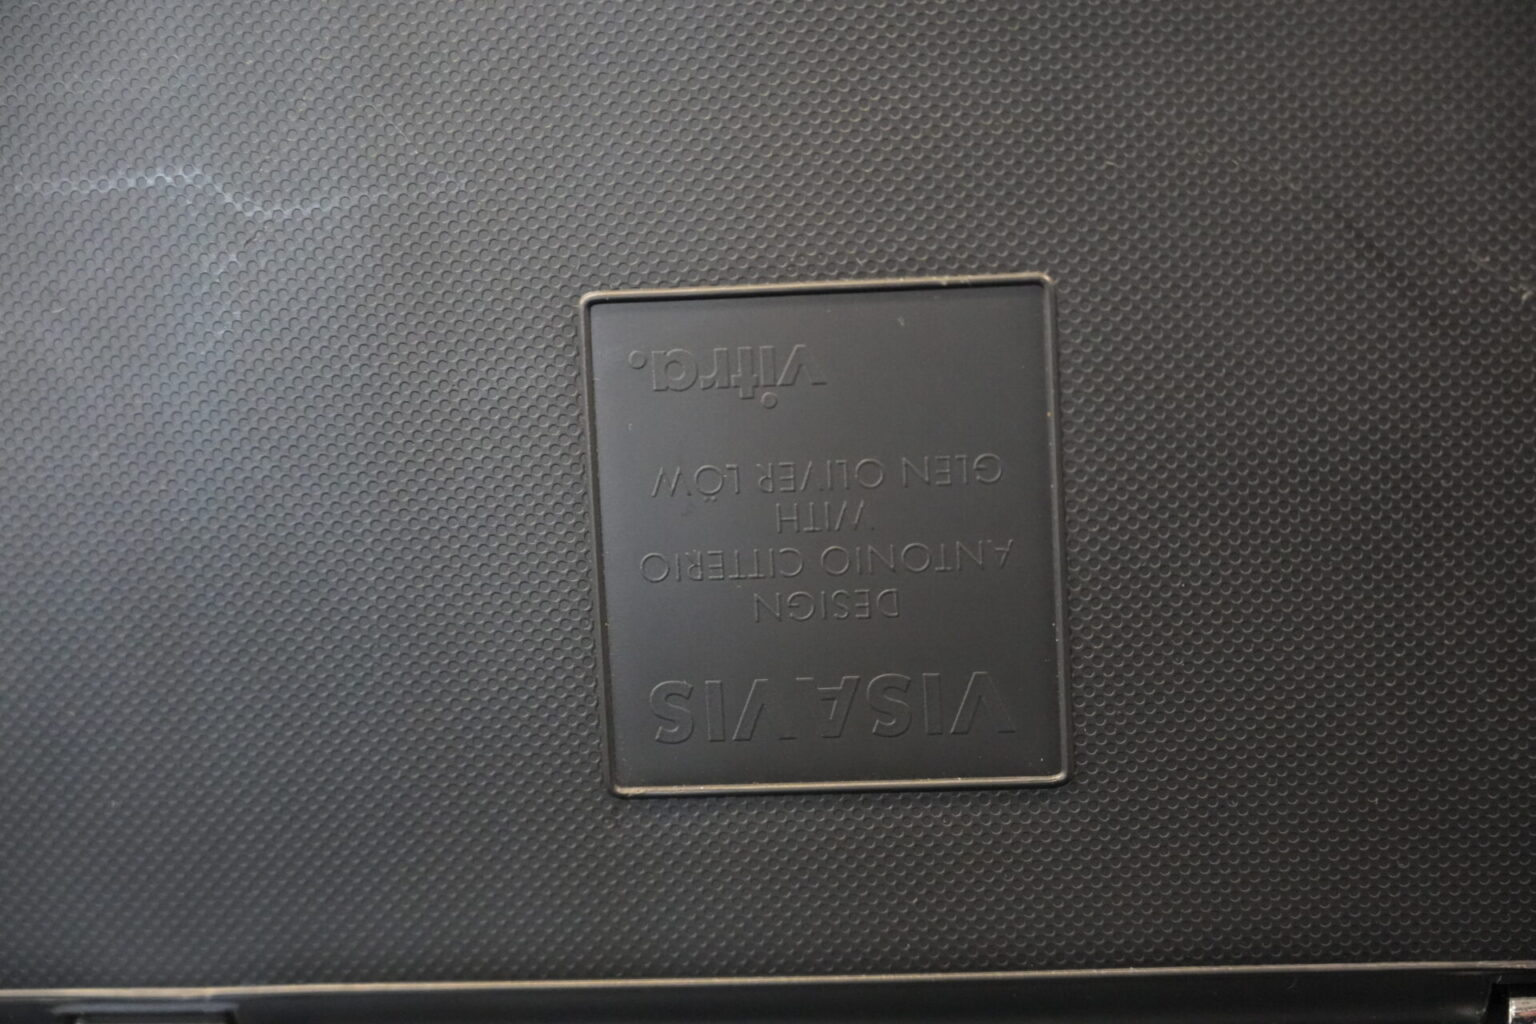 VISAVIS
DESIGN
ANTONIO CITTERIO
WITH
GLEN OLIVER LÖW
vitra.